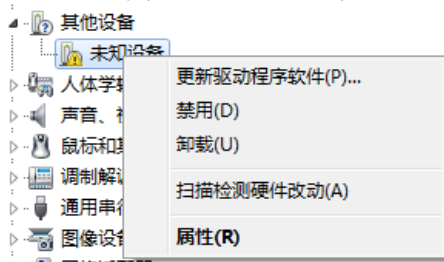 其他设备
未知设备
更新驱动程序软件(P)...
禁用(D)
卸载(U)
扫描检测硬件改动(A)
属性(R)
人体学
声音、
鼠标和
调制解
通用串
图像设